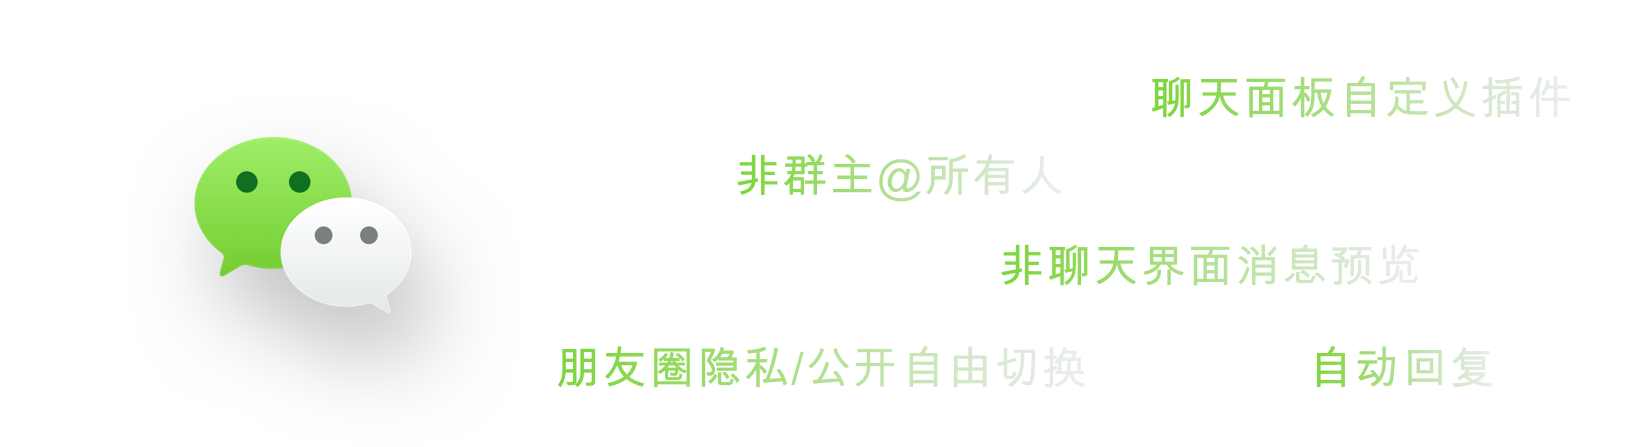 聊天面板自定义插件
非群主@所有人
非聊天界面消息预览
朋友圈隐私/公开自由切换
自动回复